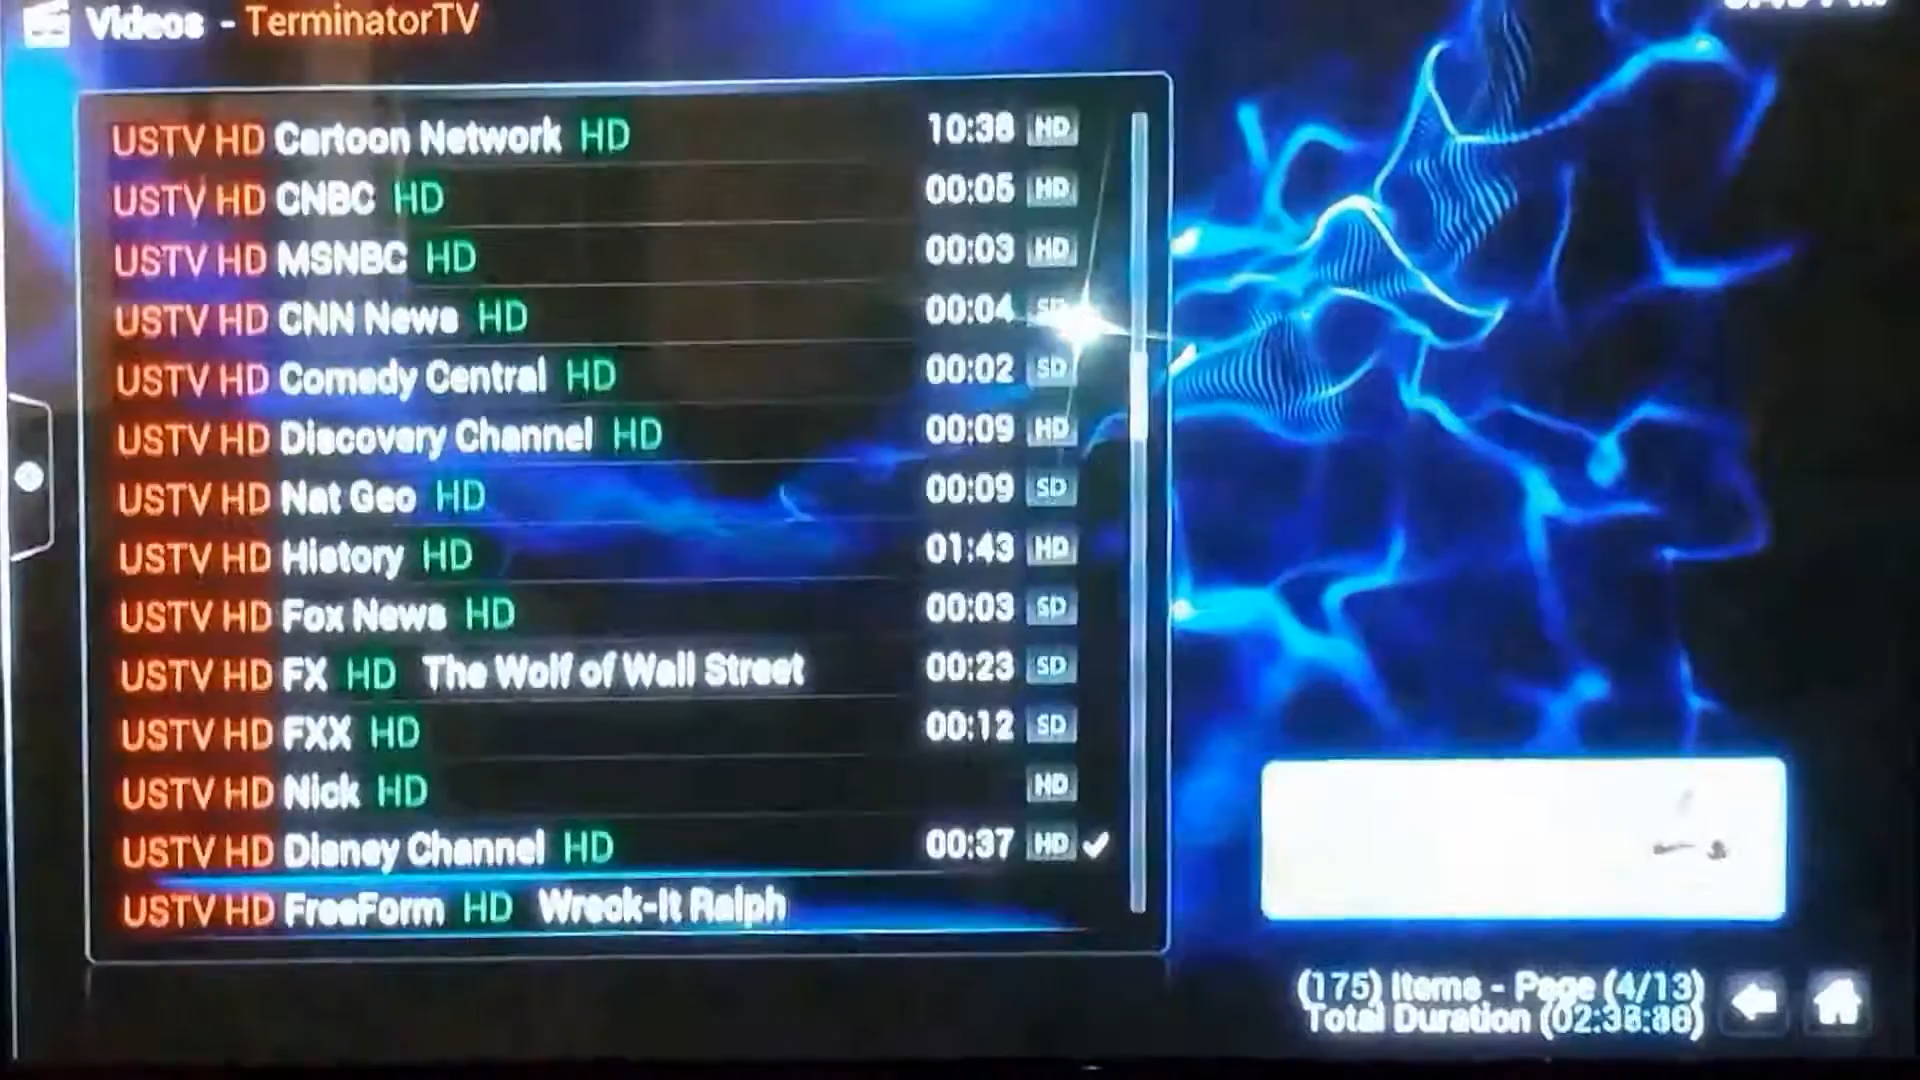 Videos - TerminatorTV
USTV HD Cartoon Network HD 10:38 HD
USTV HD CNBC HD 00:05 HD
USTV HD MSNBC HD 00:03 HD
USTV HD CNN News HD 00:04 SD
USTV HD Comedy Central HD 00:02 SD
USTV HD Discovery Channel HD 00:09 HD
USTV HD Nat Geo HD 00:09 SD
USTV HD History HD 01:43 HD
USTV HD Fox News HD 00:03 SD
USTV HD FX HD The Wolf of Wall Street 00:23 SD
USTV HD FXX HD 00:12 SD
USTV HD Nick HD HD
USTV HD Disney Channel HD 00:37 HD
USTV HD FreeForm HD Wreck-It Ralph
(175) Items - Page (4/13)
Total Duration